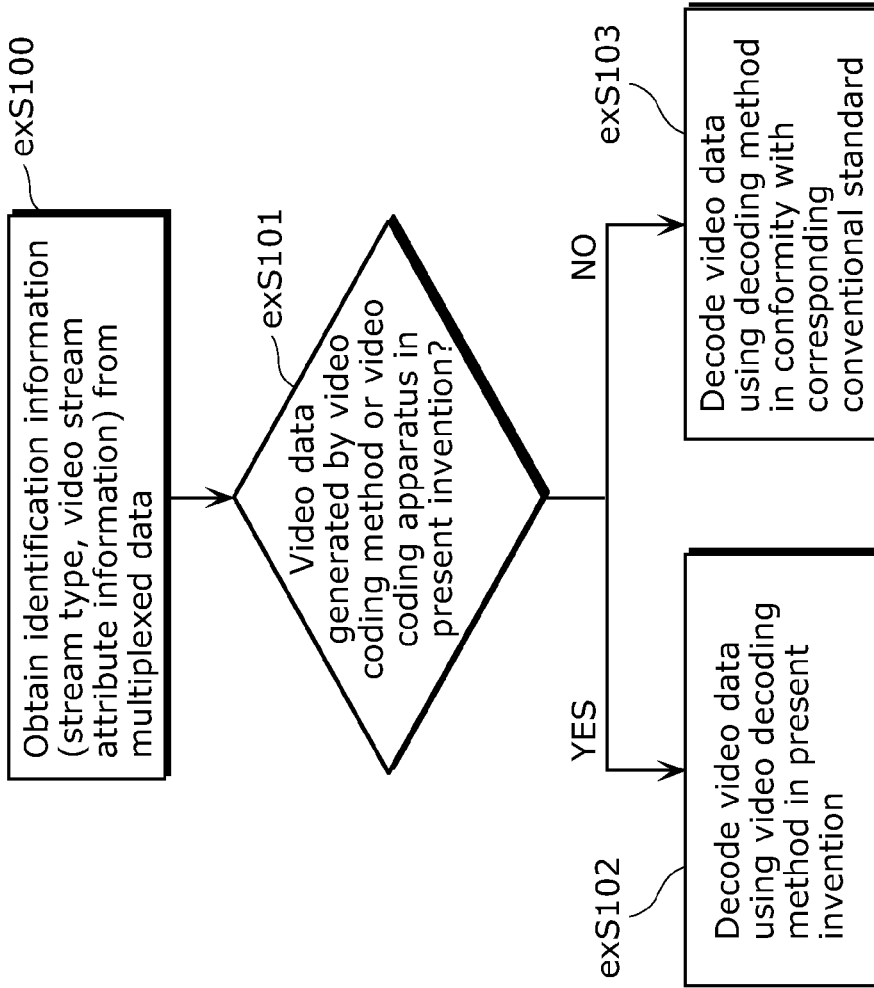 exS100
Obtain identification information
(stream type, video stream
attribute information) from
multiplexed data
exS101
Video data
generated by video
coding method or video
coding apparatus in
present invention?
YES
NO
exS102
Decode video data
using video decoding
method in present
invention
exS103
Decode video data
using decoding method
in conformity with
corresponding
conventional standard